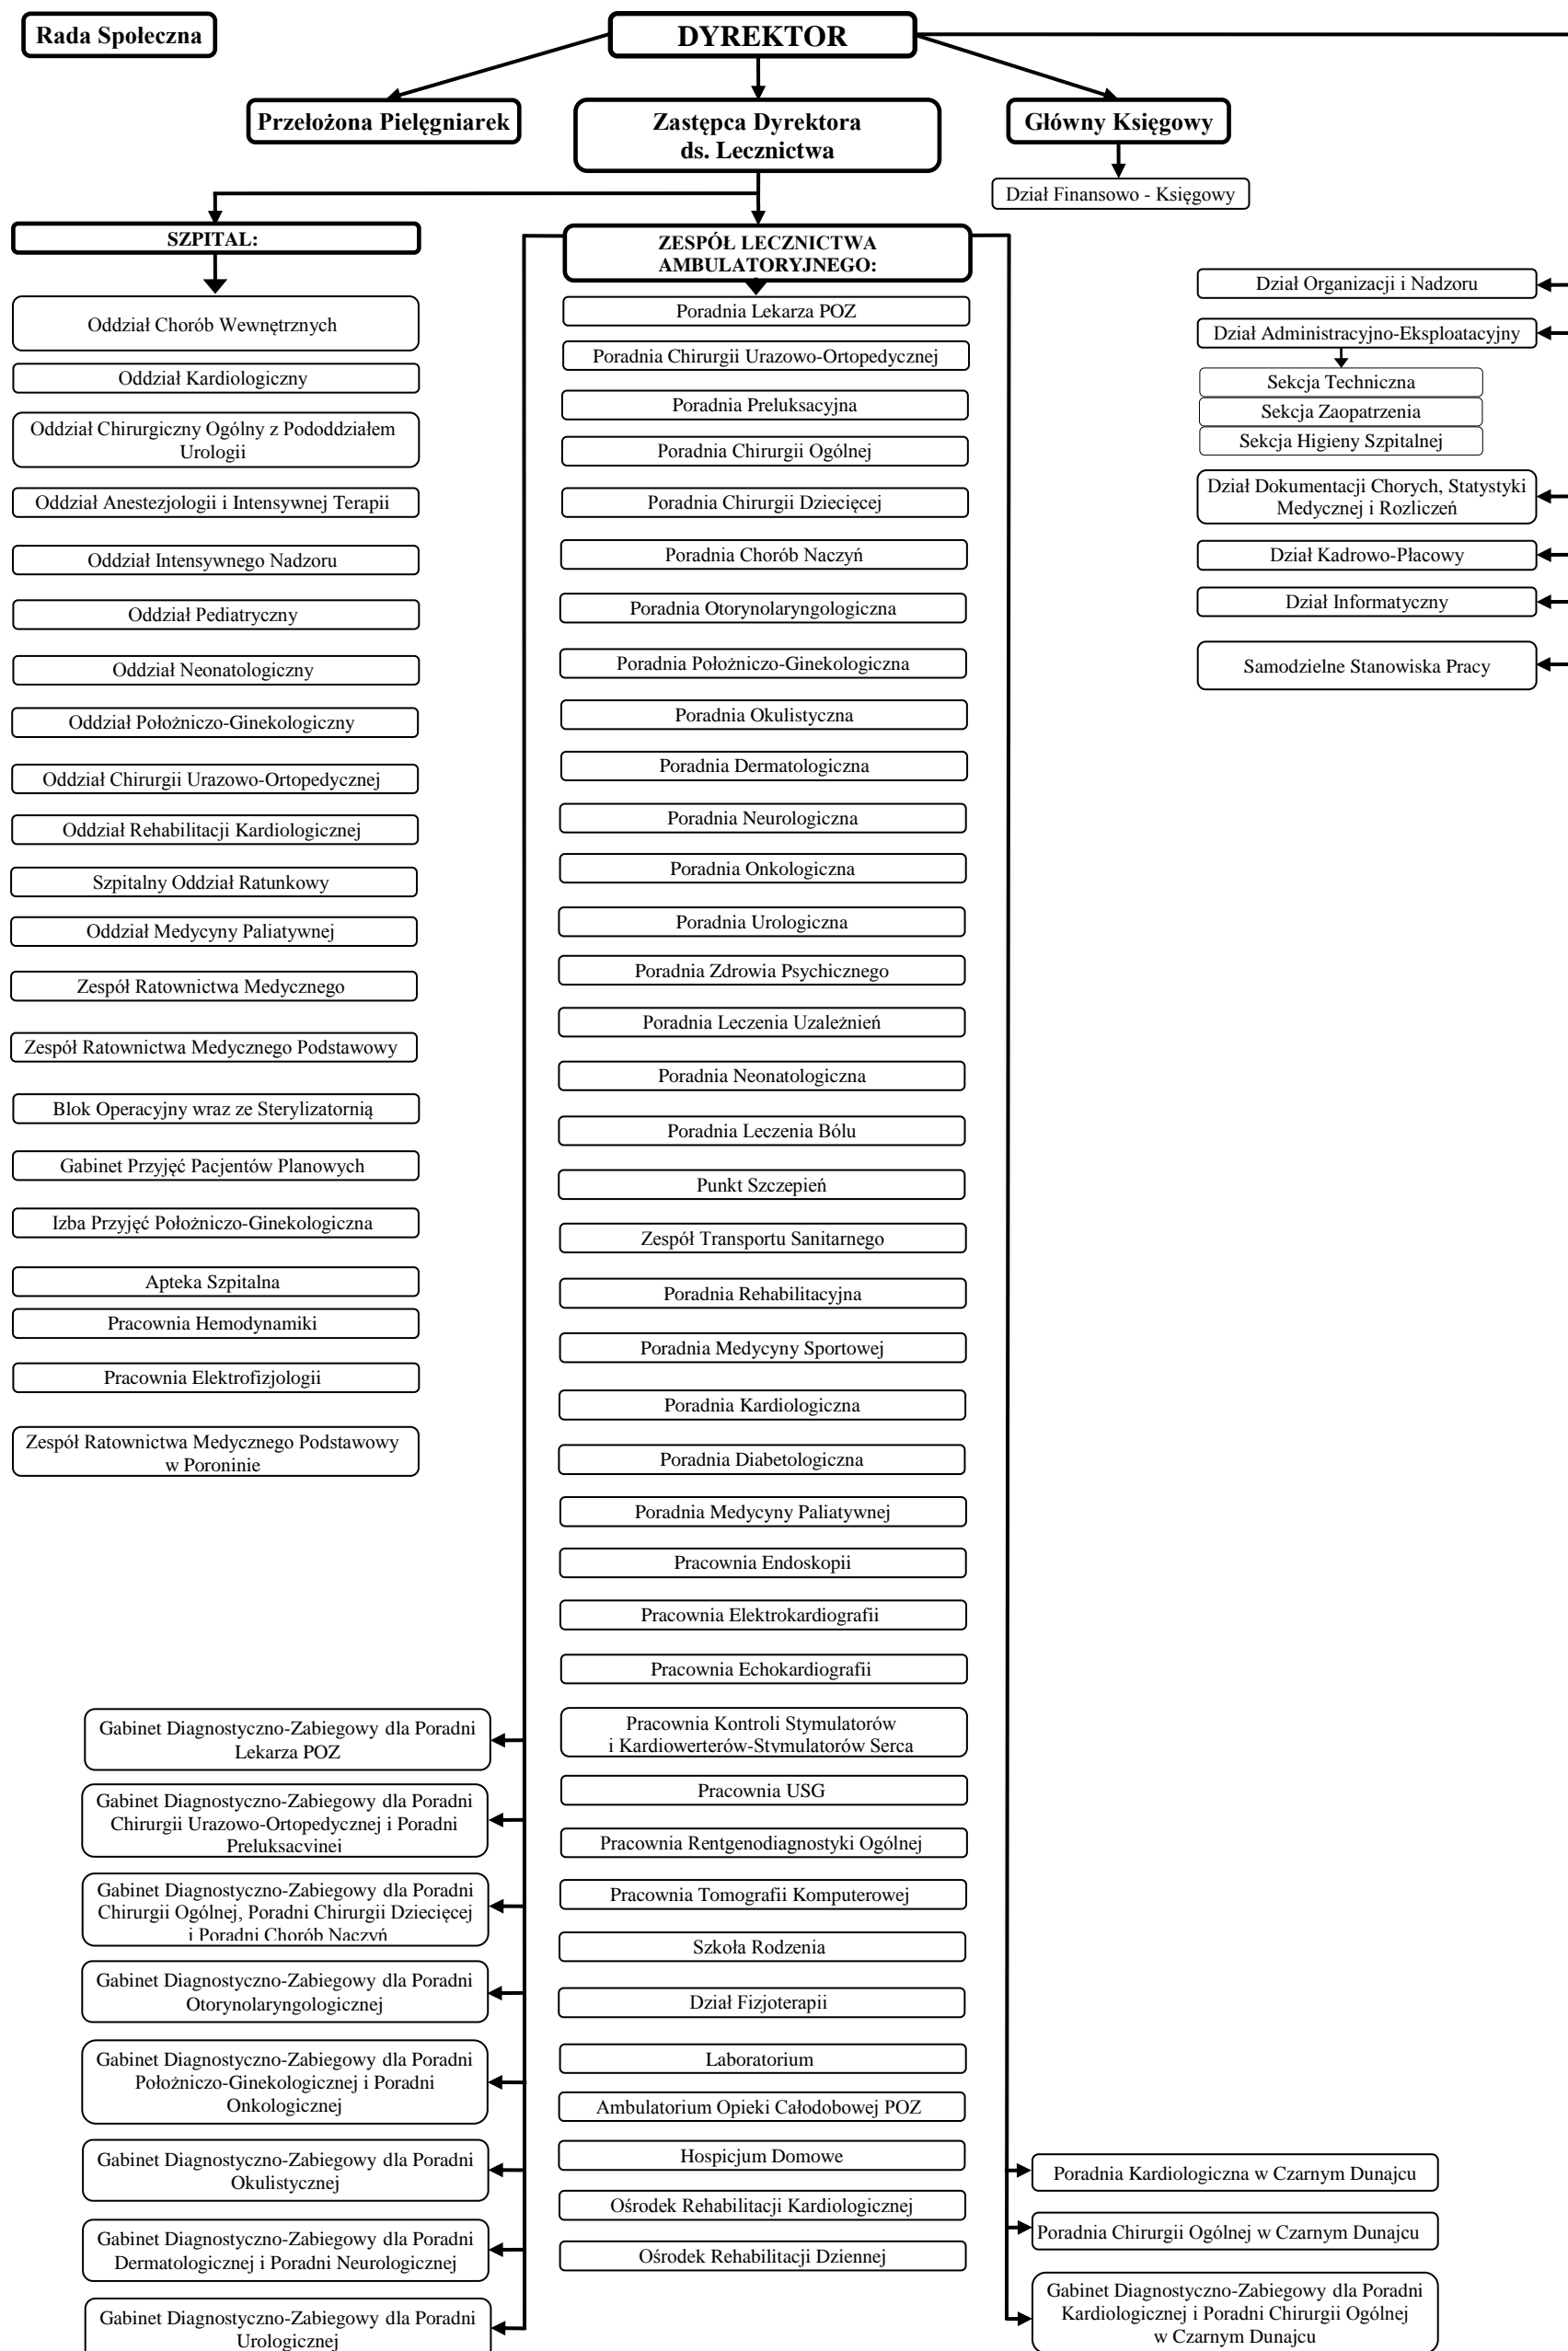 Rada Społeczna
DYREKTOR
Przełożona Pielęgniarek
Zastępca Dyrektora
ds. Lecznictwa
Główny Księgowy
Dział Finansowo - Księgowy
SZPITAL:
Oddział Chorób Wewnętrznych
Oddział Kardiologiczny
Oddział Chirurgiczny Ogólny z Pododdziałem
Urologii
Oddział Anestezjologii i Intensywnej Terapii
Oddział Intensywnego Nadzoru
Oddział Pediatryczny
Oddział Neonatologiczny
Oddział Położniczo-Ginekologiczny
Oddział Chirurgii Urazowo-Ortopedycznej
Oddział Rehabilitacji Kardiologicznej
Szpitalny Oddział Ratunkowy
Oddział Medycyny Paliatywnej
Zespół Ratownictwa Medycznego
Zespół Ratownictwa Medycznego Podstawowy
Blok Operacyjny wraz ze Sterylizatornią
Gabinet Przyjęć Pacjentów Planowych
Izba Przyjęć Położniczo-Ginekologiczna
Apteka Szpitalna
Pracownia Hemodynamiki
Pracownia Elektrofizjologii
Zespół Ratownictwa Medycznego Podstawowy
w Poroninie
ZESPÓŁ LECZNICTWA
AMBULATORYJNEGO:
Poradnia Lekarza POZ
Poradnia Chirurgii Urazowo-Ortopedycznej
Poradnia Preluksacyjna
Poradnia Chirurgii Ogólnej
Poradnia Chirurgii Dziecięcej
Poradnia Chorób Naczyń
Poradnia Otorynolaryngologiczna
Poradnia Położniczo-Ginekologiczna
Poradnia Okulistyczna
Poradnia Dermatologiczna
Poradnia Neurologiczna
Poradnia Onkologiczna
Poradnia Urologiczna
Poradnia Zdrowia Psychicznego
Poradnia Leczenia Uzależnień
Poradnia Neonatologiczna
Poradnia Leczenia Bólu
Punkt Szczepień
Zespół Transportu Sanitarnego
Poradnia Rehabilitacyjna
Poradnia Medycyny Sportowej
Poradnia Kardiologiczna
Poradnia Diabetologiczna
Poradnia Medycyny Paliatywnej
Pracownia Endoskopii
Pracownia Elektrokardiografii
Pracownia Echokardiografii
Pracownia Kontroli Stymulatorów
i Kardiowerterów-Stymulatorów Serca
Pracownia USG
Pracownia Rentgenodiagnostyki Ogólnej
Pracownia Tomografii Komputerowej
Szkoła Rodzenia
Dział Fizjoterapii
Laboratorium
Ambulatorium Opieki Całodobowej POZ
Hospicjum Domowe
Ośrodek Rehabilitacji Kardiologicznej
Ośrodek Rehabilitacji Dziennej
Dział Organizacji i Nadzoru
Dział Administracyjno-Eksploatacyjny
Sekcja Techniczna
Sekcja Zaopatrzenia
Sekcja Higieny Szpitalnej
Dział Dokumentacji Chorych, Statystyki
Medycznej i Rozliczeń
Dział Kadrowo-Płacowy
Dział Informatyczny
Samodzielne Stanowiska Pracy
Gabinet Diagnostyczno-Zabiegowy dla Poradni
Lekarza POZ
Gabinet Diagnostyczno-Zabiegowy dla Poradni
Chirurgii Urazowo-Ortopedycznej i Poradni
Preluksacyjnej
Gabinet Diagnostyczno-Zabiegowy dla Poradni
Chirurgii Ogólnej, Poradni Chirurgii Dziecięcej
i Poradni Chorób Naczyń
Gabinet Diagnostyczno-Zabiegowy dla Poradni
Otorynolaryngologicznej
Gabinet Diagnostyczno-Zabiegowy dla Poradni
Położniczo-Ginekologicznej i Poradni
Onkologicznej
Gabinet Diagnostyczno-Zabiegowy dla Poradni
Okulistycznej
Gabinet Diagnostyczno-Zabiegowy dla Poradni
Dermatologicznej i Poradni Neurologicznej
Gabinet Diagnostyczno-Zabiegowy dla Poradni
Urologicznej
Poradnia Kardiologiczna w Czarnym Dunajcu
Poradnia Chirurgii Ogólnej w Czarnym Dunajcu
Gabinet Diagnostyczno-Zabiegowy dla Poradni
Kardiologicznej i Poradni Chirurgii Ogólnej
w Czarnym Dunajcu